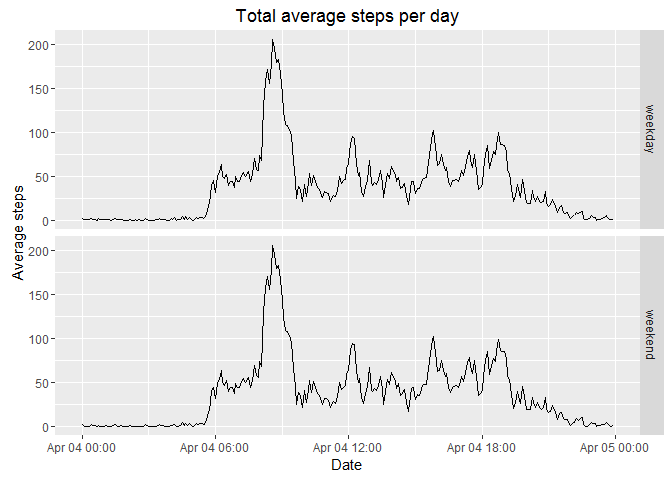 Total average steps per day
Average steps
200
150
100
50
0
weekday
200
150
100
50
0
weekend
Apr 04 00:00 Apr 04 06:00 Apr 04 12:00 Apr 04 18:00 Apr 05 00:00
Date